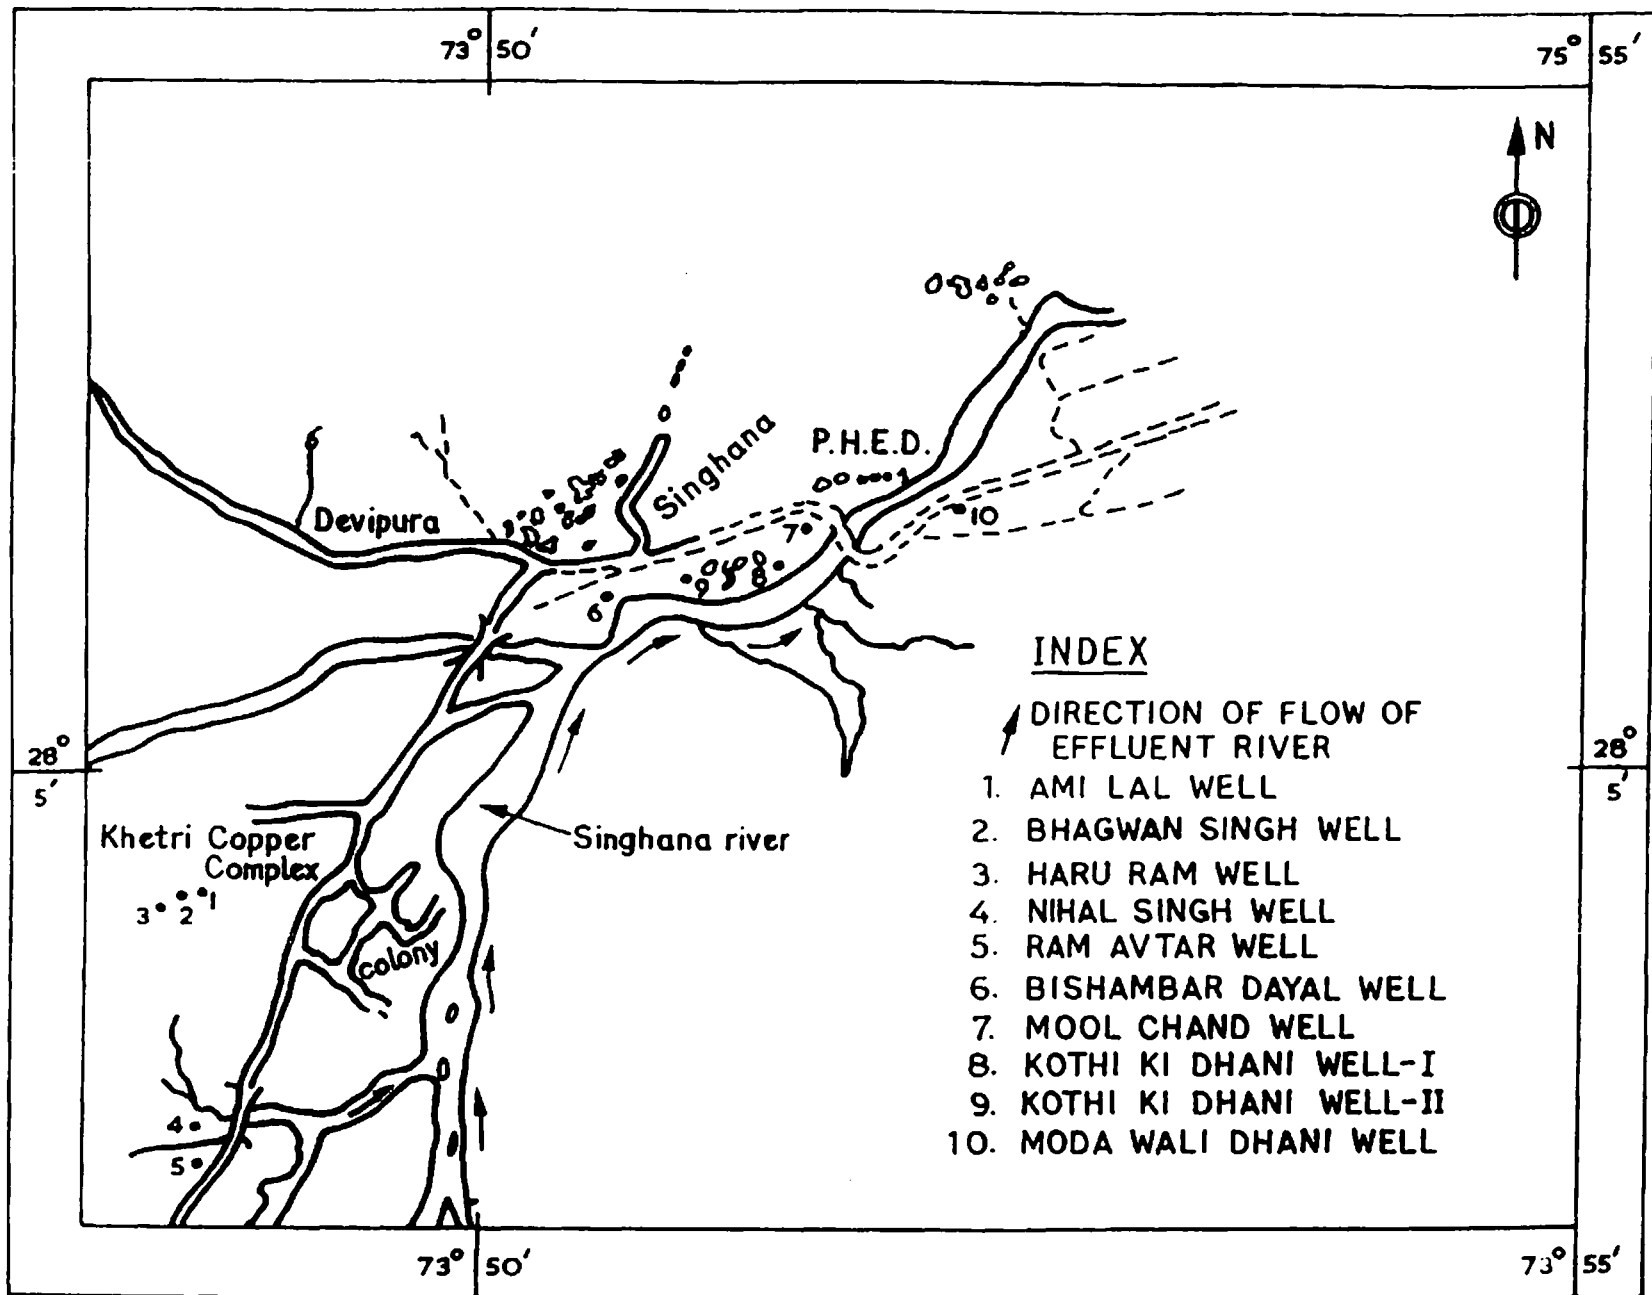 73° 50′
75° 55′
N
P.H.E.D.
Singhana
Devipura
7
10
9 8
6
28° 5′
28° 5′
Khetri Copper
Complex
Singhana river
3 2 1
colony
4
5
INDEX
DIRECTION OF FLOW OF
EFFLUENT RIVER
1. AMI LAL WELL
2. BHAGWAN SINGH WELL
3. HARU RAM WELL
4. NIHAL SINGH WELL
5. RAM AVTAR WELL
6. BISHAMBAR DAYAL WELL
7. MOOL CHAND WELL
8. KOTHI KI DHANI WELL-I
9. KOTHI KI DHANI WELL-II
10. MODA WALI DHANI WELL
73° 50′
73° 55′